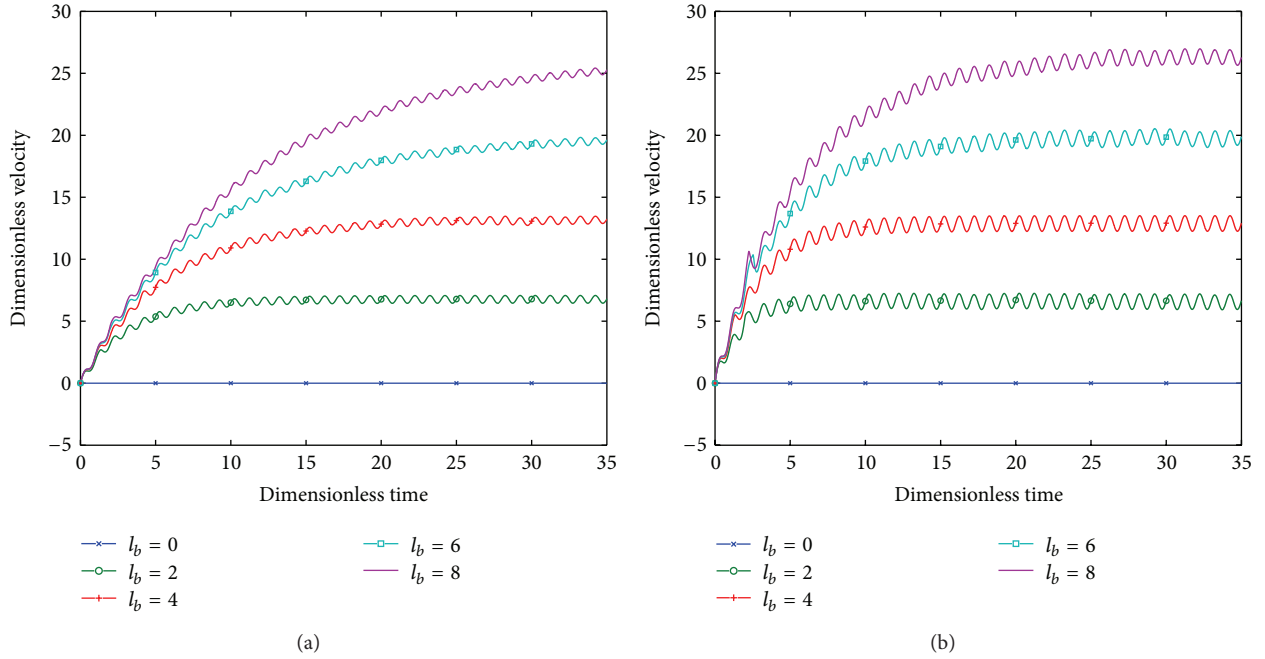 30
25
20
15
10
5
0
−5
Dimensionless velocity
0 5 10 15 20 25 30 35
Dimensionless time
l_b = 0
l_b = 2
l_b = 4
l_b = 6
l_b = 8
(a)
30
25
20
15
10
5
0
−5
Dimensionless velocity
0 5 10 15 20 25 30 35
Dimensionless time
l_b = 0
l_b = 2
l_b = 4
l_b = 6
l_b = 8
(b)